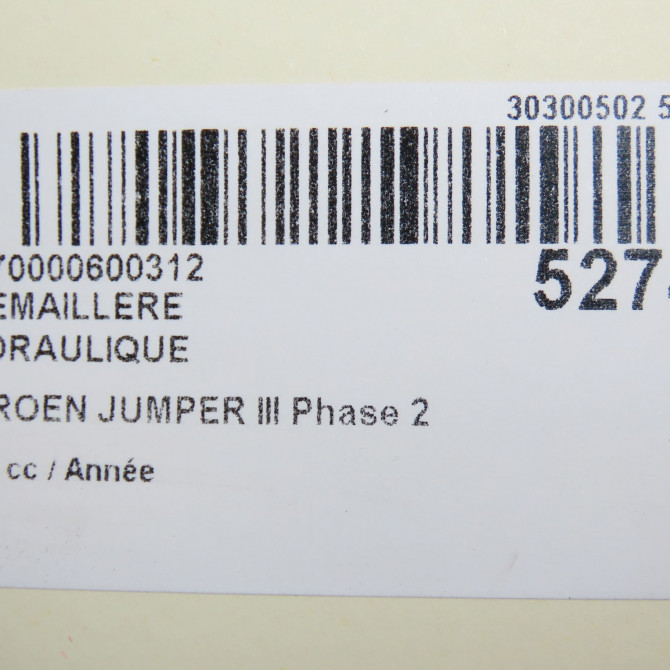 30300502 5
70000600312
527
EMAILLERE
DRAULIQUE
ROEN JUMPER III Phase 2
cc / Année